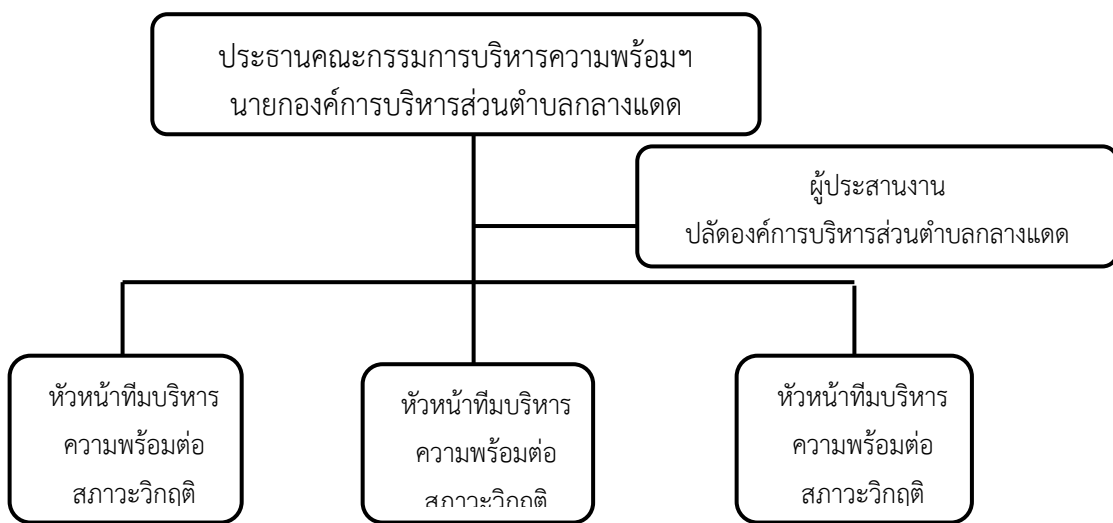 ประธานคณะกรรมการบริหารความพร้อมฯ
นายกองค์การบริหารส่วนตำบลกลางแดด
ผู้ประสานงาน
ปลัดองค์การบริหารส่วนตำบลกลางแดด
หัวหน้าทีมบริหาร
ความพร้อมต่อ
สภาวะวิกฤติ
หัวหน้าทีมบริหาร
ความพร้อมต่อ
สภาวะวิกฤติ
หัวหน้าทีมบริหาร
ความพร้อมต่อ
สภาวะวิกฤติ